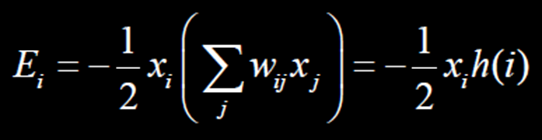 $E_i = -\frac{1}{2} x_i \left( \sum_j w_{ij} x_j \right) = -\frac{1}{2} x_i h(i)$